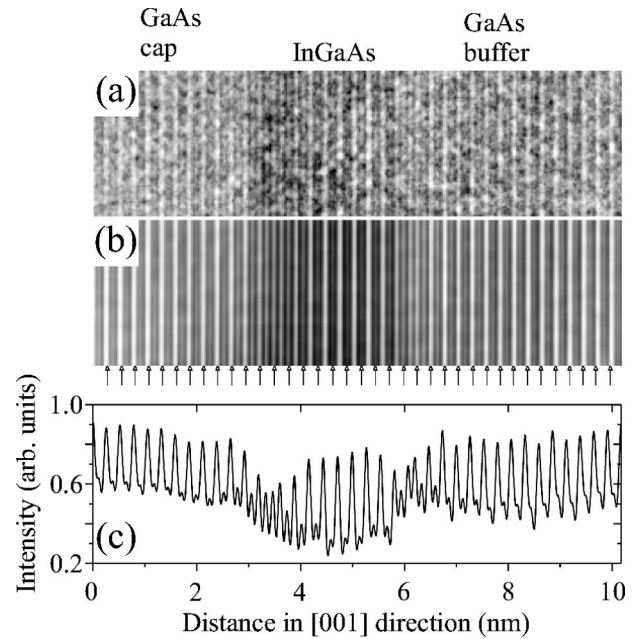 GaAs
cap
InGaAs
GaAs
buffer
(a)
(b)
1.0
0.6
0.2
Intensity (arb. units)
(c)
0 2 4 6 8 10
Distance in [001] direction (nm)